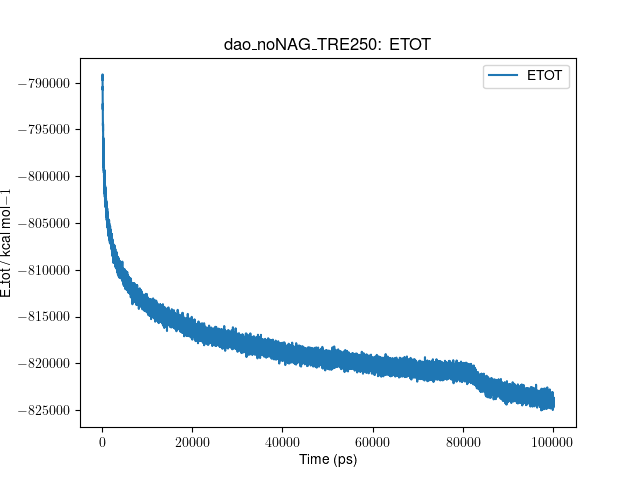 dao_noNAG_TRE250: ETOT
ETOT
−790000
−795000
−800000
−805000
−810000
−815000
−820000
−825000
E_tot / kcal mol−1
0 20000 40000 60000 80000 100000
Time (ps)